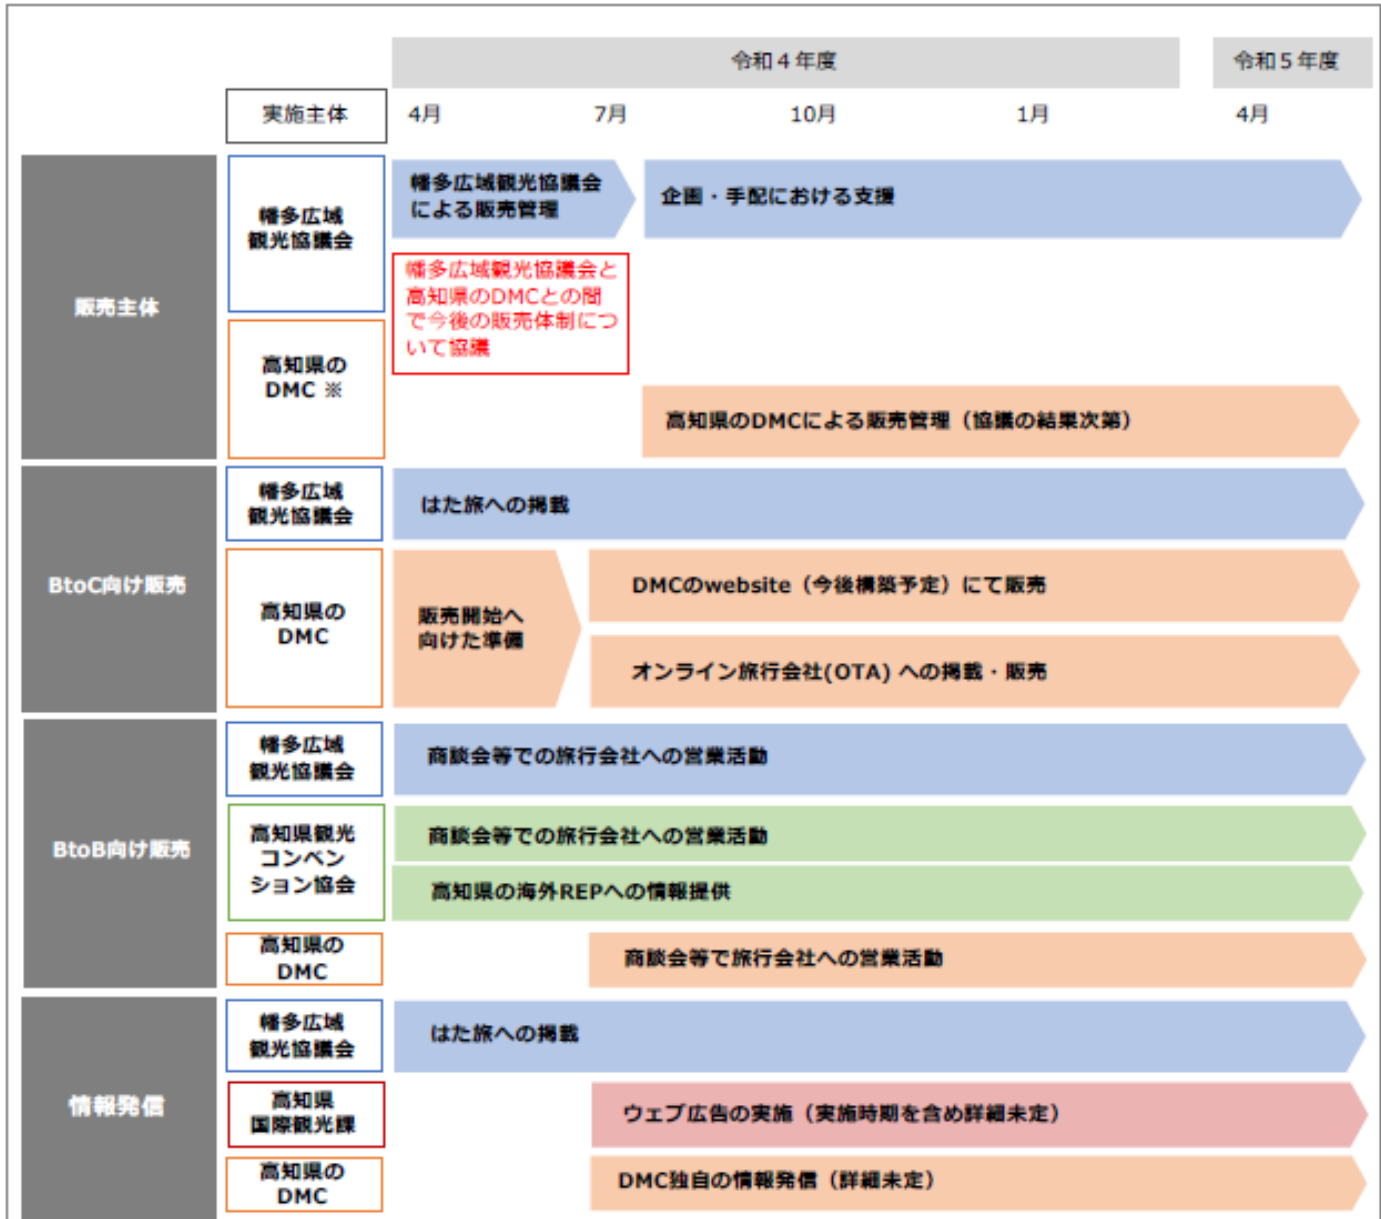 令和４年度
令和５年度
実施主体
4月
7月
10月
1月
4月
販売主体
幡多広域
観光協議会
幡多広域観光協議会
による販売管理
企画・手配における支援
幡多広域観光協議会と
高知県のDMCとの間
で今後の販売体制につ
いて協議
高知県の
DMC ※
高知県のDMCによる販売管理（協議の結果次第）
BtoC向け販売
幡多広域
観光協議会
はた旅への掲載
高知県の
DMC
販売開始へ
向けた準備
DMCのwebsite（今後構築予定）にて販売
オンライン旅行会社(OTA) への掲載・販売
BtoB向け販売
幡多広域
観光協議会
商談会等での旅行会社への営業活動
高知県観光
コンベン
ション協会
商談会等での旅行会社への営業活動
高知県の海外REPへの情報提供
高知県の
DMC
商談会等で旅行会社への営業活動
情報発信
幡多広域
観光協議会
はた旅への掲載
高知県
国際観光課
ウェブ広告の実施（実施時期を含め詳細未定）
高知県の
DMC
DMC独自の情報発信（詳細未定）